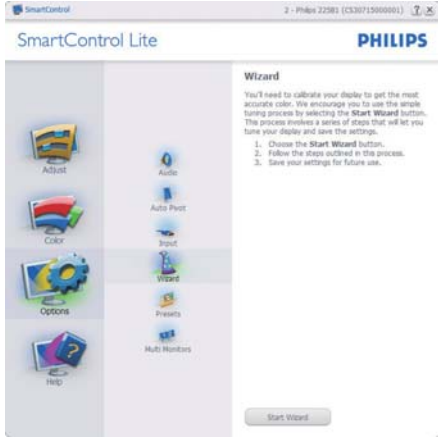 SmartControl
2 - Philips 225B1 (CS30715000001)
? X
SmartControl Lite
PHILIPS
Wizard
You'll need to calibrate your display to get the most
accurate color. We encourage you to use the simple
tuning process by selecting the Start Wizard button.
This process involves a series of steps that will let you
tune your display and save the settings.
1. Choose the Start Wizard button.
2. Follow the steps outlined in this process.
3. Save your settings for future use.
Adjust
Color
Options
Help
Audio
Auto Pivot
Input
Wizard
Presets
Multi Monitors
Start Wizard